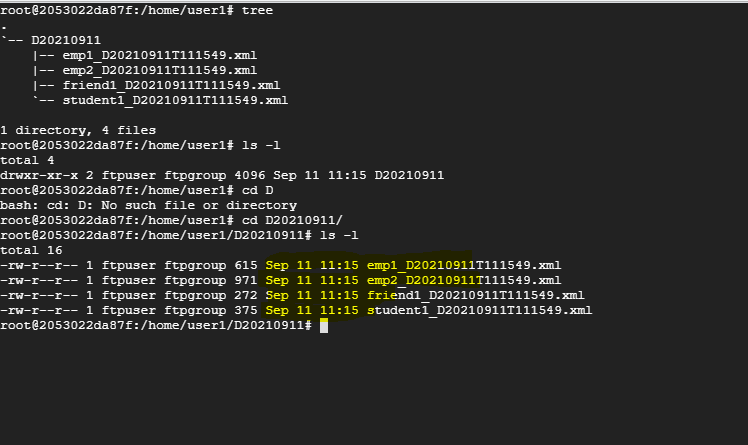 root@2053022da87f:/home/user1# tree
.
`-- D20210911
    |-- emp1_D20210911T111549.xml
    |-- emp2_D20210911T111549.xml
    |-- friend1_D20210911T111549.xml
    `-- student1_D20210911T111549.xml

1 directory, 4 files
root@2053022da87f:/home/user1# ls -l
total 4
drwxr-xr-x 2 ftpuser ftpgroup 4096 Sep 11 11:15 D20210911
root@2053022da87f:/home/user1# cd D
bash: cd: D: No such file or directory
root@2053022da87f:/home/user1# cd D20210911/
root@2053022da87f:/home/user1/D20210911# ls -l
total 16
-rw-r--r-- 1 ftpuser ftpgroup 615 Sep 11 11:15 emp1_D20210911T111549.xml
-rw-r--r-- 1 ftpuser ftpgroup 971 Sep 11 11:15 emp2_D20210911T111549.xml
-rw-r--r-- 1 ftpuser ftpgroup 272 Sep 11 11:15 friend1_D20210911T111549.xml
-rw-r--r-- 1 ftpuser ftpgroup 375 Sep 11 11:15 student1_D20210911T111549.xml
root@2053022da87f:/home/user1/D20210911#